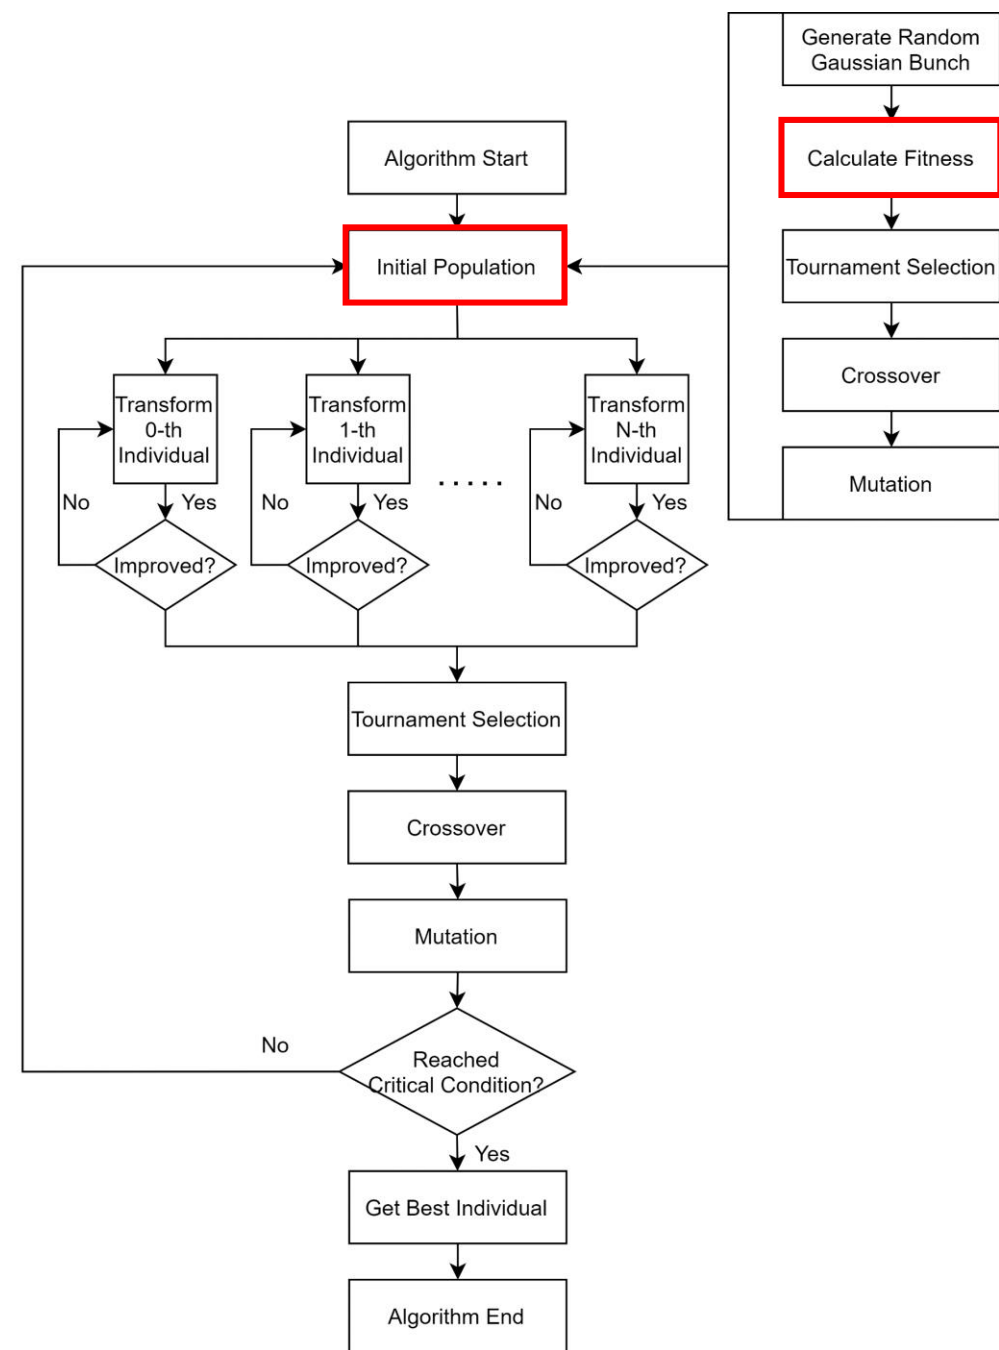 Generate Random
Gaussian Bunch
Calculate Fitness
Tournament Selection
Crossover
Mutation
Algorithm Start
Initial Population
Transform
0-th
Individual
No
Yes
Improved?
Transform
1-th
Individual
No
Yes
Improved?
.....
Transform
N-th
Individual
No
Yes
Improved?
Tournament Selection
Crossover
Mutation
Reached
Critical Condition?
No
Yes
Get Best Individual
Algorithm End